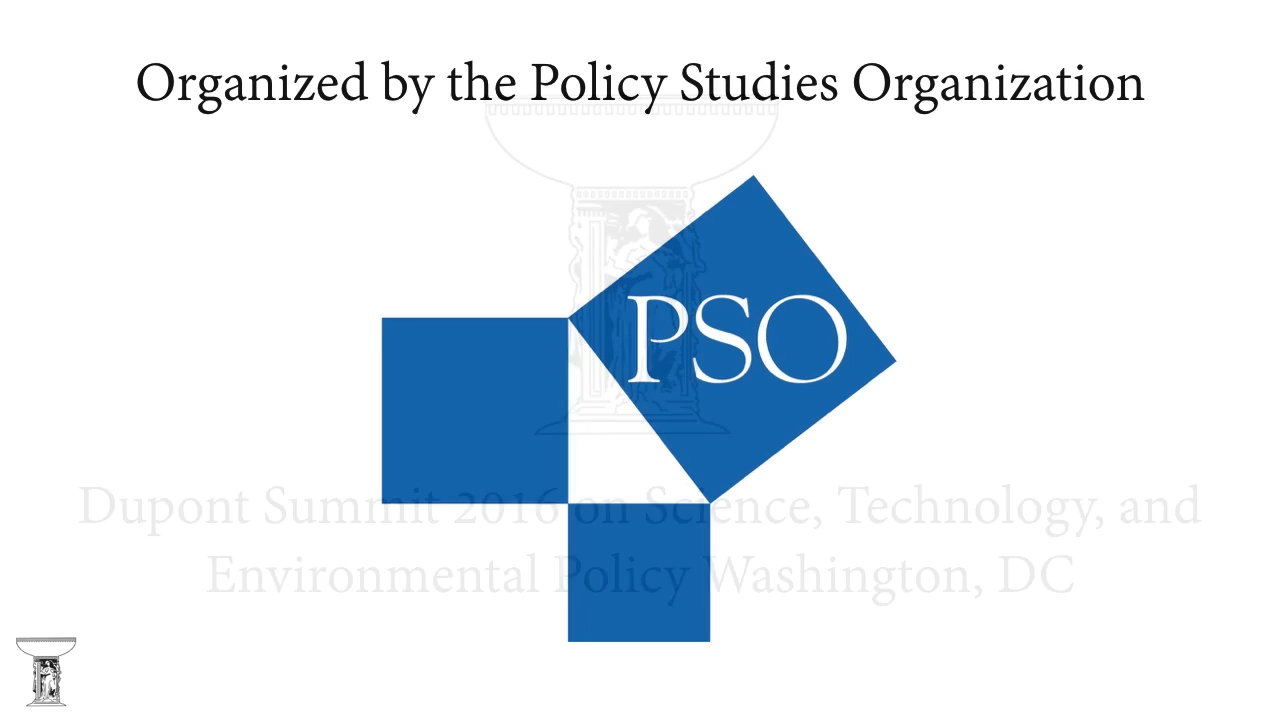 Organized by the Policy Studies Organization
PSO
Dupont Summit 2016 on Science, Technology, and
Environmental Policy Washington, DC